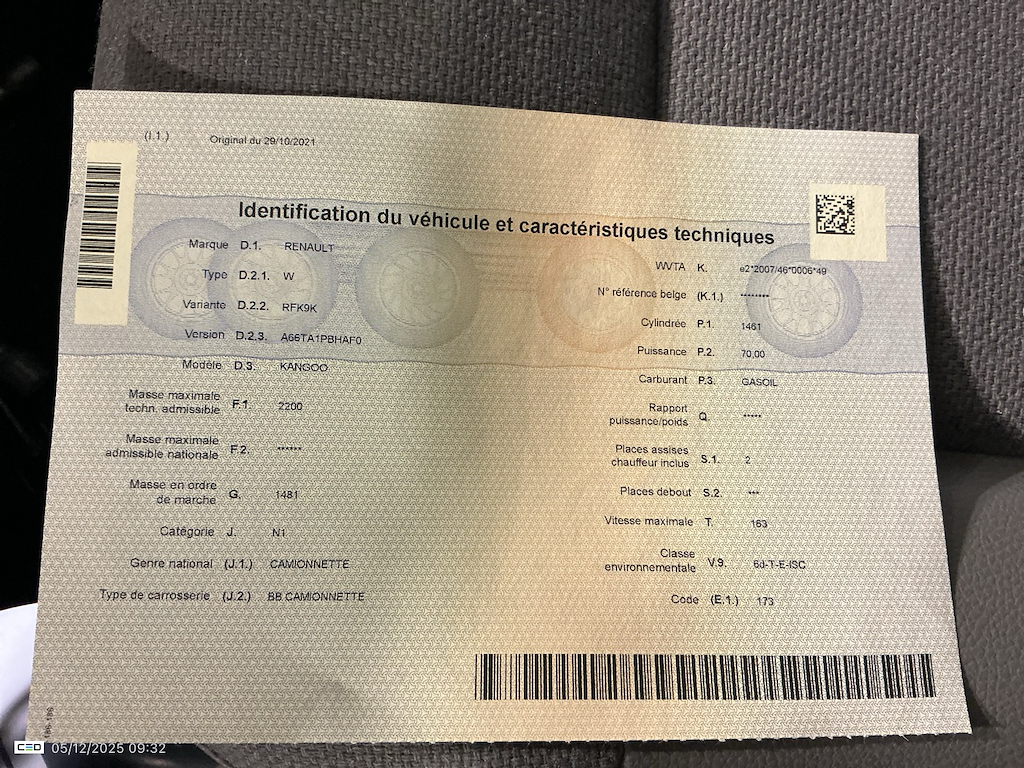 (I.1.) Original du 29/10/2021
Identification du véhicule et caractéristiques techniques
Marque D.1. RENAULT
Type D.2.1. W
Variante D.2.2. RFK9K
Version D.2.3. A66TA1PBHAF0
Modèle D.3. KANGOO
Masse maximale
techn. admissible F.1. 2200
Masse maximale
admissible nationale F.2. ******
Masse en ordre
de marche G. 1481
Catégorie J. N1
Genre national (J.1.) CAMIONNETTE
Type de carrosserie (J.2.) BB CAMIONNETTE
WVTA K. e2*2007/46*0006*49
N° référence belge (K.1.) ********
Cylindrée P.1. 1461
Puissance P.2. 70,00
Carburant P.3. GASOIL
Rapport
puissance/poids Q. *****
Places assises
chauffeur inclus S.1. 2
Places debout S.2. ***
Vitesse maximale T. 163
Classe
environnementale V.9. 6d-T-E-ISC
Code (E.1.) 173
186-186
CEO 05/12/2025 09:32